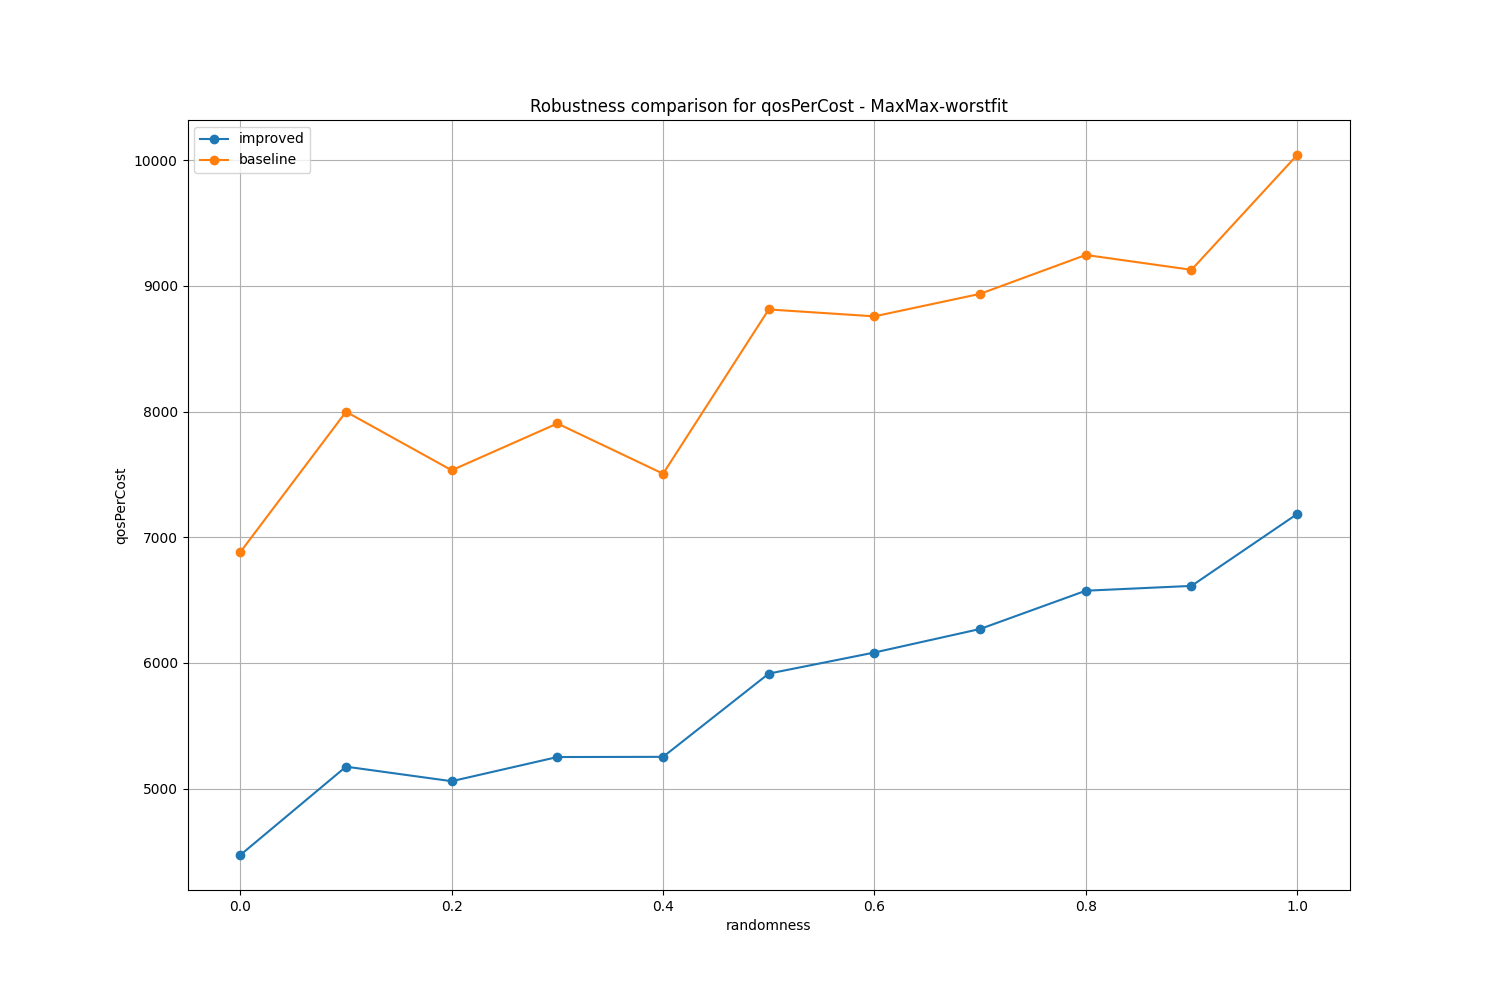 Robustness comparison for qosPerCost - MaxMax-worstfit
improved
baseline
10000
9000
8000
7000
6000
5000
qosPerCost
0.0
0.2
0.4
0.6
0.8
1.0
randomness